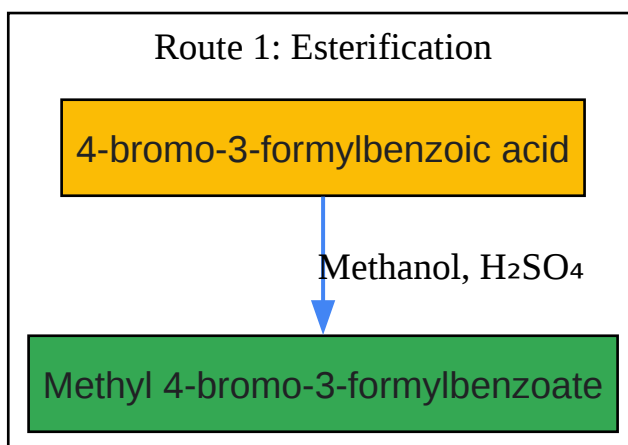 Route 1: Esterification
4-bromo-3-formylbenzoic acid
Methanol, H₂SO₄
Methyl 4-bromo-3-formylbenzoate